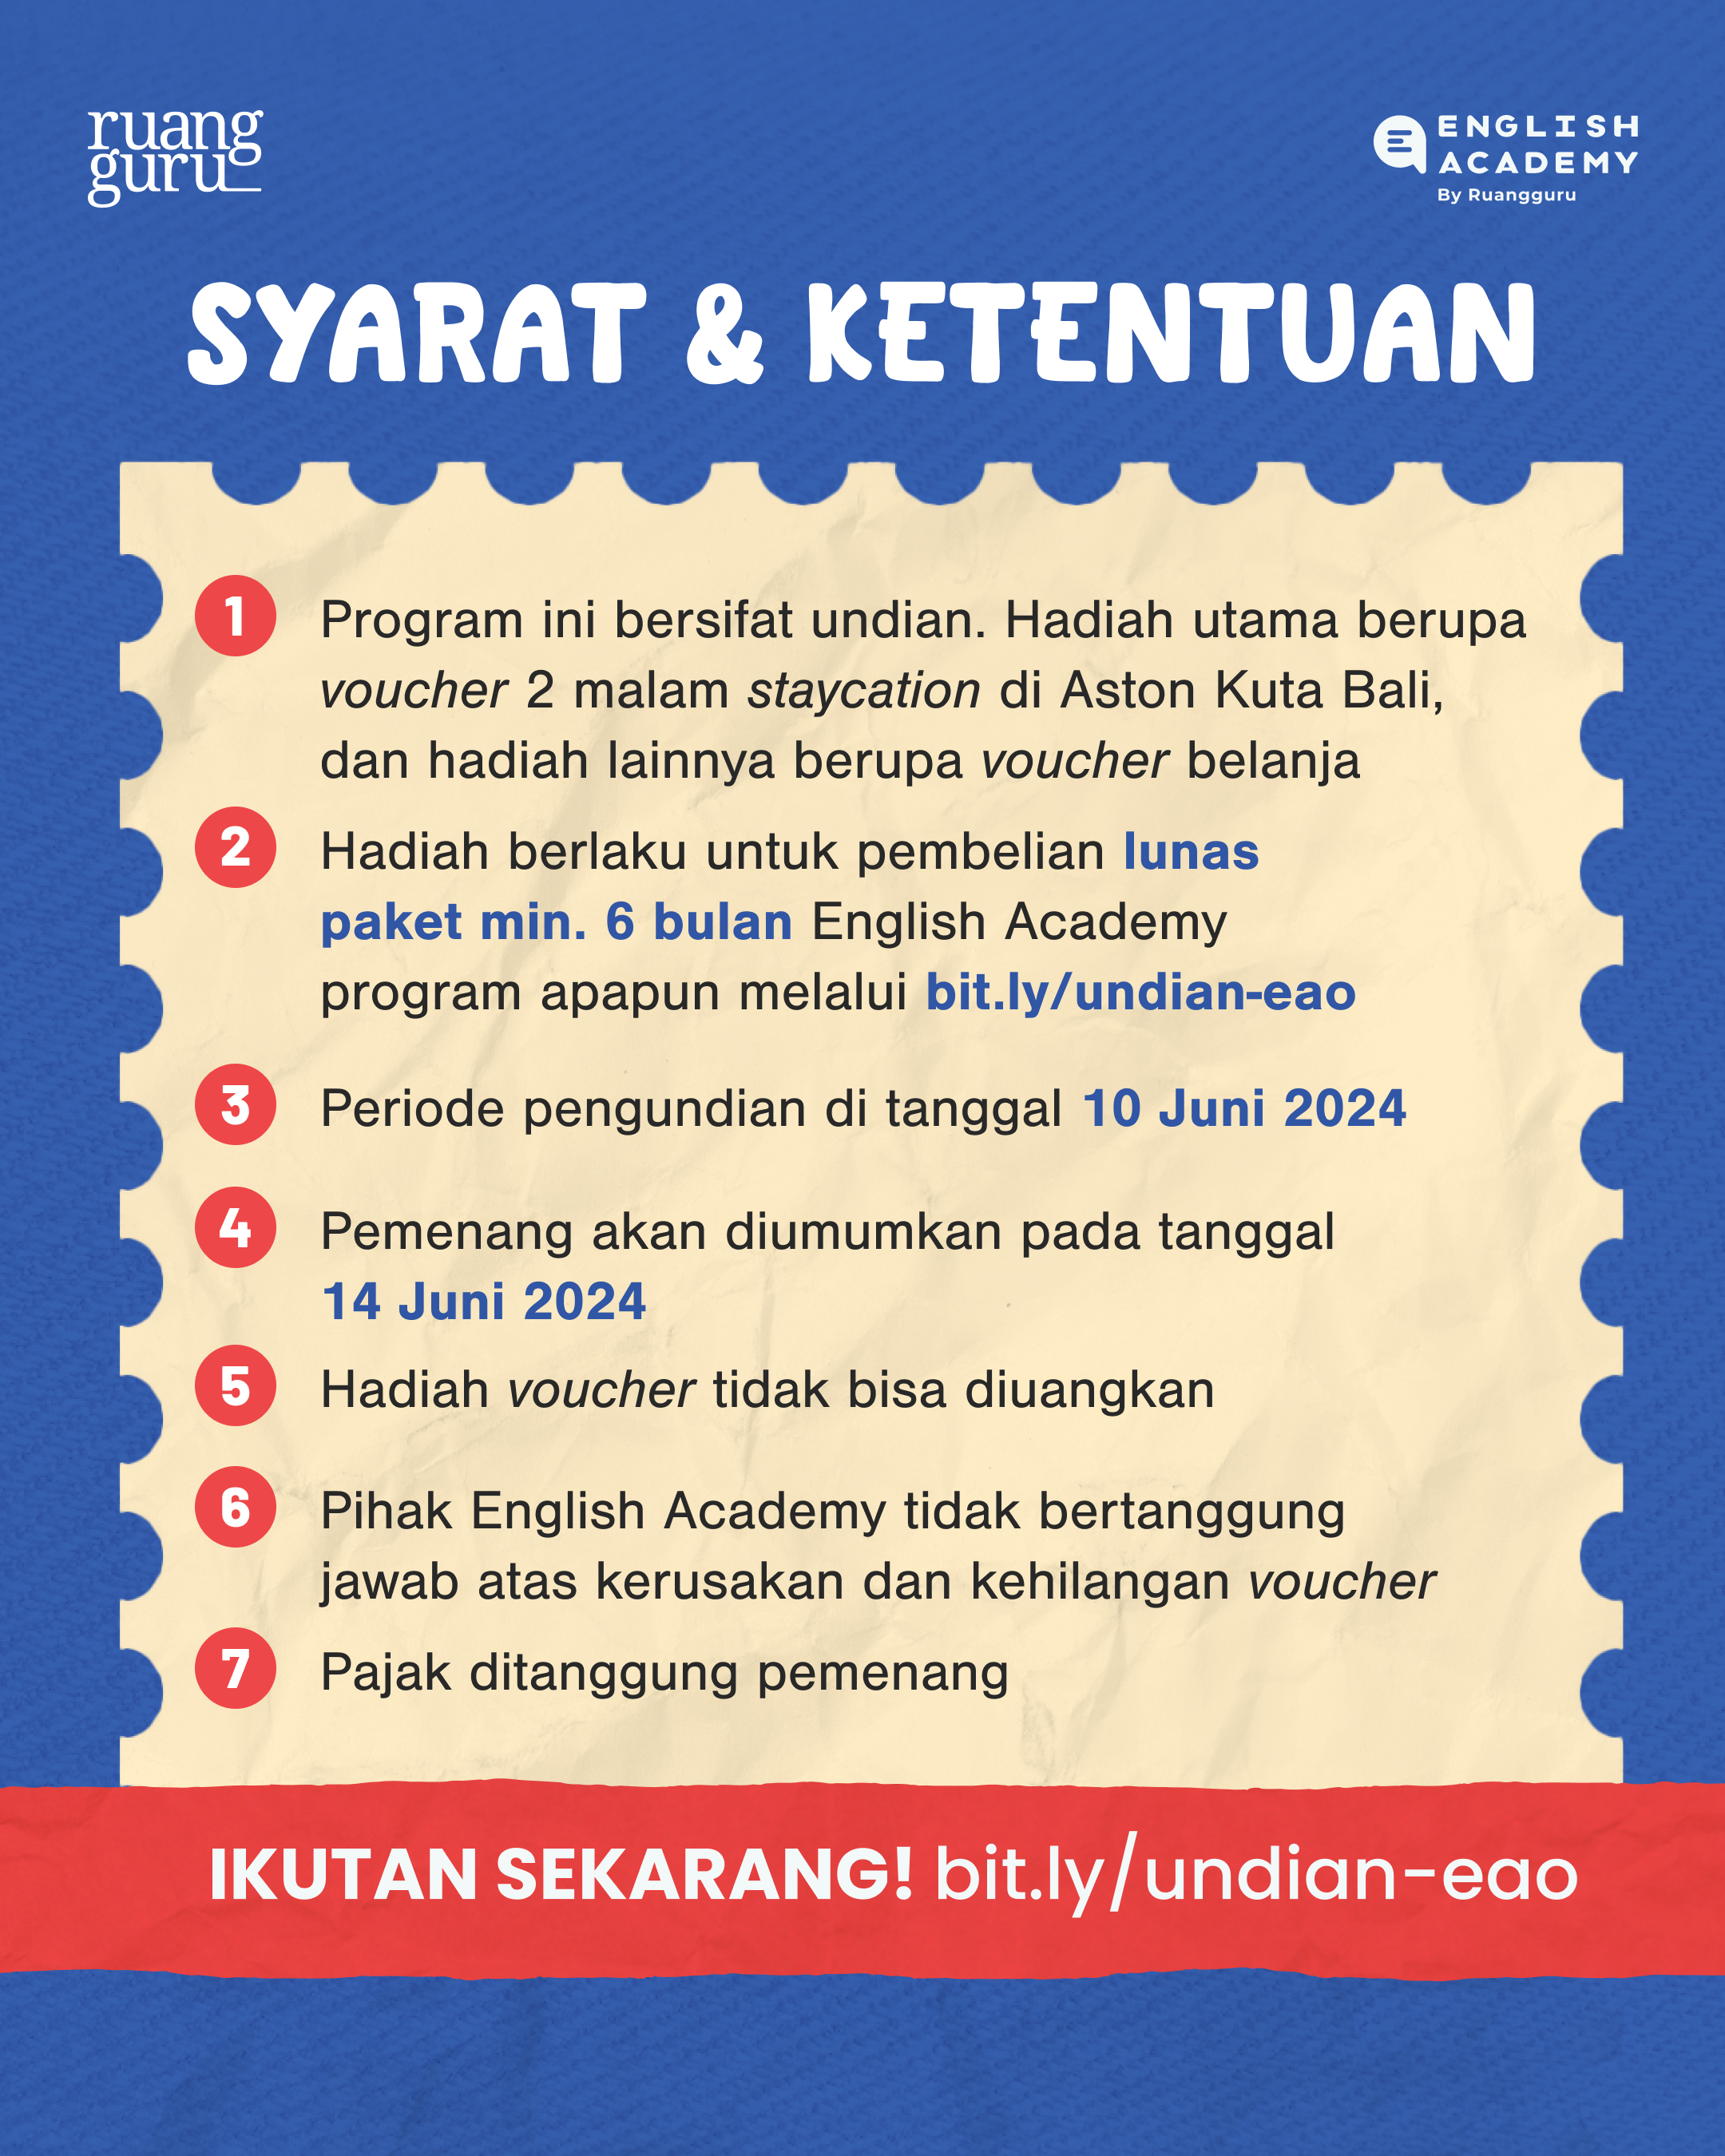 ruang
guru
ENGLISH
ACADEMY
By Ruangguru
SYARAT & KETENTUAN
1 Program ini bersifat undian. Hadiah utama berupa
voucher 2 malam staycation di Aston Kuta Bali,
dan hadiah lainnya berupa voucher belanja
2 Hadiah berlaku untuk pembelian lunas
paket min. 6 bulan English Academy
program apapun melalui bit.ly/undian-eao
3 Periode pengundian di tanggal 10 Juni 2024
4 Pemenang akan diumumkan pada tanggal
14 Juni 2024
5 Hadiah voucher tidak bisa diuangkan
6 Pihak English Academy tidak bertanggung
jawab atas kerusakan dan kehilangan voucher
7 Pajak ditanggung pemenang
IKUTAN SEKARANG! bit.ly/undian-eao